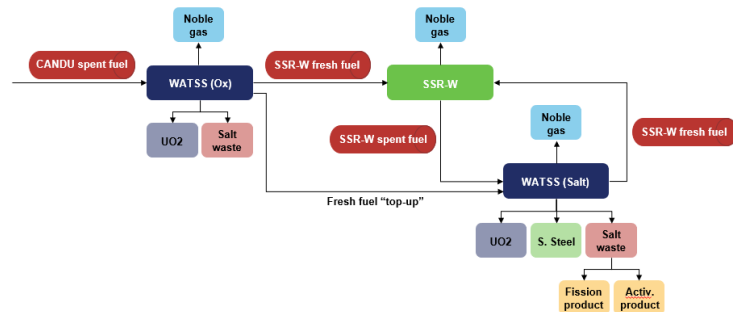 Noble
gas
Noble
gas
CANDU spent fuel
SSR-W fresh fuel
WATSS (Ox)
SSR-W
UO2
Salt
waste
Noble
gas
SSR-W spent fuel
SSR-W fresh fuel
WATSS (Salt)
Fresh fuel “top-up”
UO2
S. Steel
Salt
waste
Fission
product
Activ.
product